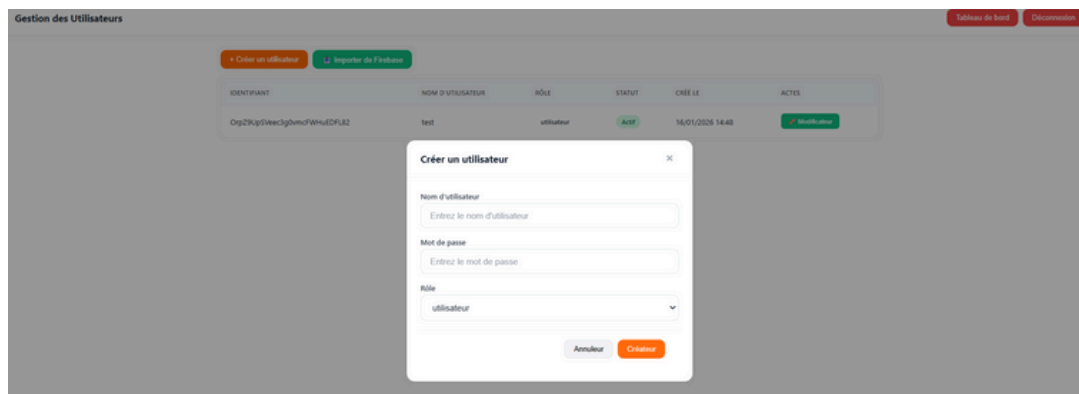 Gestion des Utilisateurs
Tableau de bord
Déconnexion
+ Créer un utilisateur
Importer de Firebase
IDENTIFIANT NOM D'UTILISATEUR RÔLE STATUT CRÉÉ LE ACTES
test utilisateur Actif 16/01/2026 14:48 Modificateur
Créer un utilisateur ×
Nom d'utilisateur
Entrez le nom d'utilisateur
Mot de passe
Entrez le mot de passe
Rôle
utilisateur
Annuleur Créateur